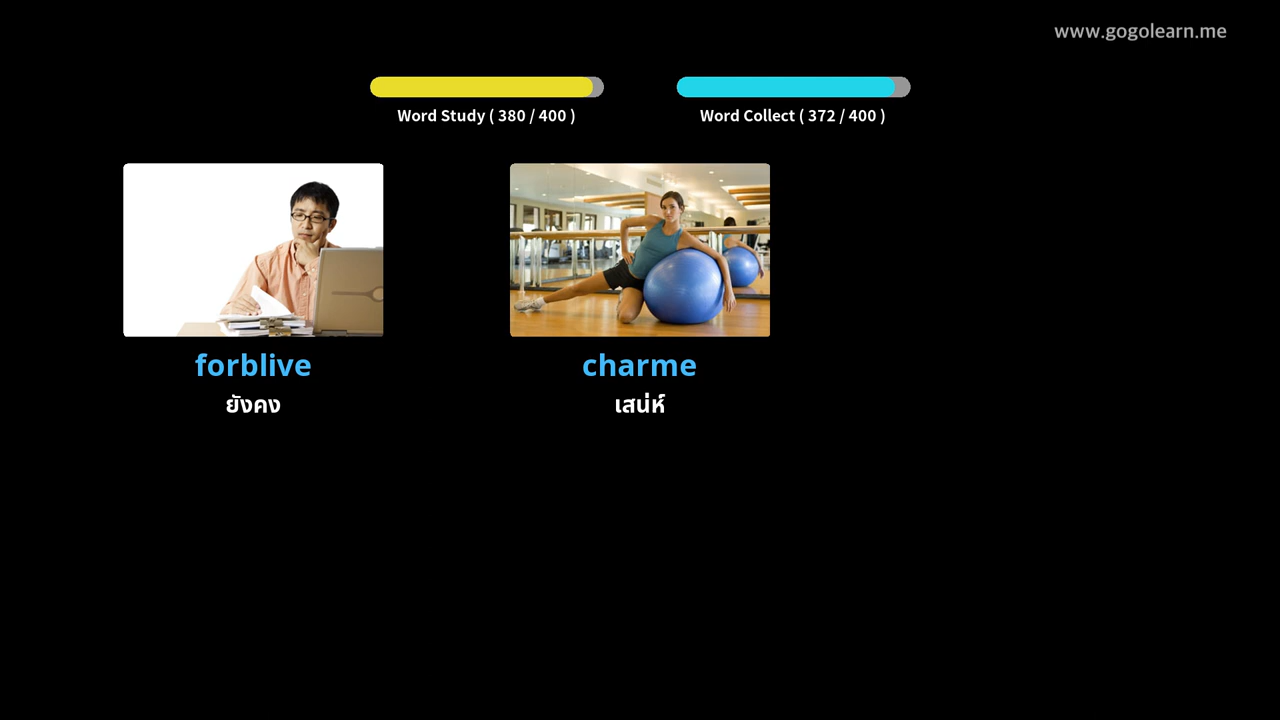 www.gogolearn.me
Word Study ( 380 / 400 )
Word Collect ( 372 / 400 )
forblive
ยังคง
charme
เสน่ห์